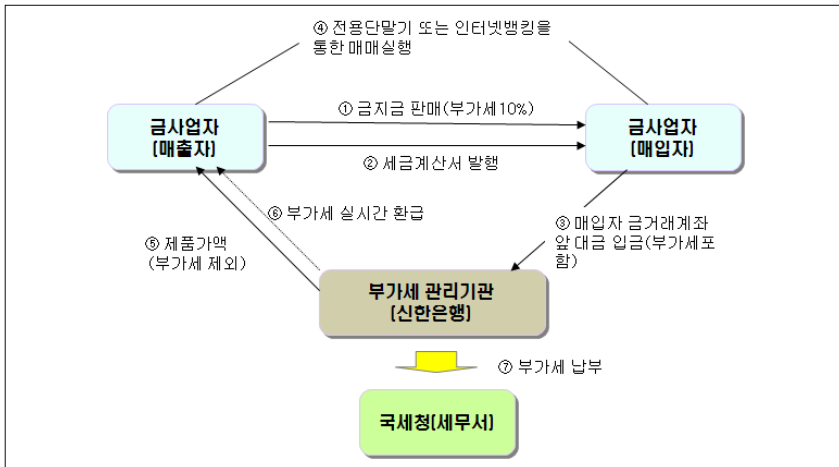 ④ 전용단말기 또는 인터넷뱅킹을
통한 매매실행
금사업자
(매출자)
① 금지금 판매(부가세10%)
② 세금계산서 발행
금사업자
(매입자)
⑥ 부가세 실시간 환급
③ 매입자 금거래계좌
앞 대금 입금(부가세포
함)
⑤ 제품가액
(부가세 제외)
부가세 관리기관
(신한은행)
⑦ 부가세 납부
국세청(세무서)